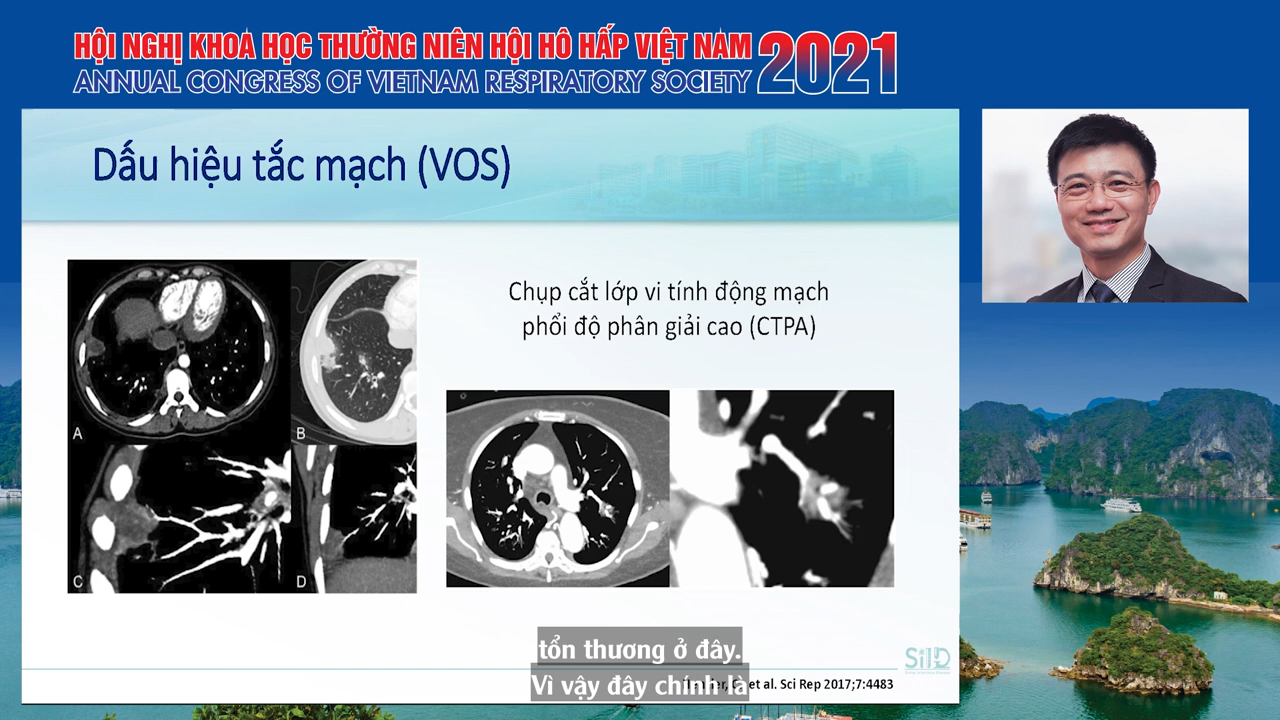 HỘI NGHỊ KHOA HỌC THƯỜNG NIÊN HỘI HÔ HẤP VIỆT NAM 2021
ANNUAL CONGRESS OF VIETNAM RESPIRATORY SOCIETY
Dấu hiệu tắc mạch (VOS)
Chụp cắt lớp vi tính động mạch
phổi độ phân giải cao (CTPA)
A
B
C
D
tổn thương ở đây.
Vì vậy đây chính là
et al. Sci Rep 2017;7:4483